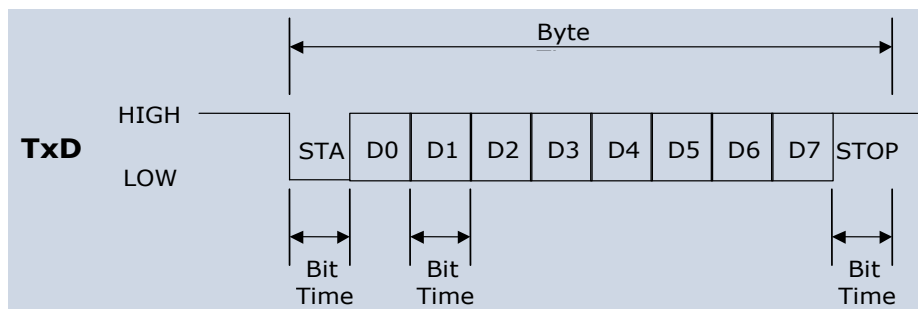 Byte
HIGH
TxD
LOW
STA D0 D1 D2 D3 D4 D5 D6 D7 STOP
Bit Time
Bit Time
Bit Time